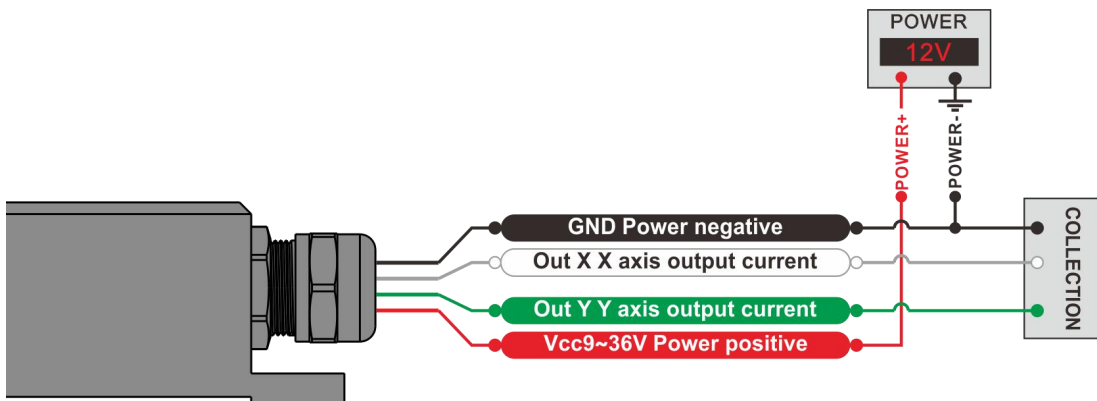 POWER
12V
POWER+
POWER-
GND Power negative
Out X X axis output current
Out Y Y axis output current
Vcc9~36V Power positive
COLLECTION